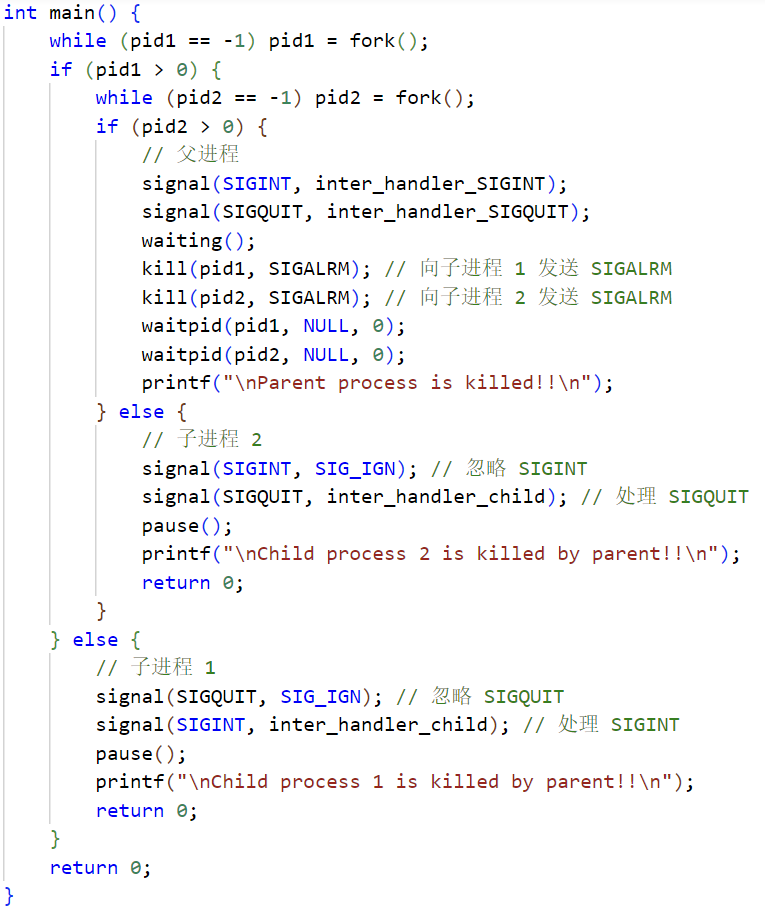 int main() {
    while (pid1 == -1) pid1 = fork();
    if (pid1 > 0) {
        while (pid2 == -1) pid2 = fork();
        if (pid2 > 0) {
            // 父进程
            signal(SIGINT, inter_handler_SIGINT);
            signal(SIGQUIT, inter_handler_SIGQUIT);
            waiting();
            kill(pid1, SIGALRM); // 向子进程 1 发送 SIGALRM
            kill(pid2, SIGALRM); // 向子进程 2 发送 SIGALRM
            waitpid(pid1, NULL, 0);
            waitpid(pid2, NULL, 0);
            printf("\nParent process is killed!!\n");
        } else {
            // 子进程 2
            signal(SIGINT, SIG_IGN); // 忽略 SIGINT
            signal(SIGQUIT, inter_handler_child); // 处理 SIGQUIT
            pause();
            printf("\nChild process 2 is killed by parent!!\n");
            return 0;
        }
    } else {
        // 子进程 1
        signal(SIGQUIT, SIG_IGN); // 忽略 SIGQUIT
        signal(SIGINT, inter_handler_child); // 处理 SIGINT
        pause();
        printf("\nChild process 1 is killed by parent!!\n");
        return 0;
    }
    return 0;
}